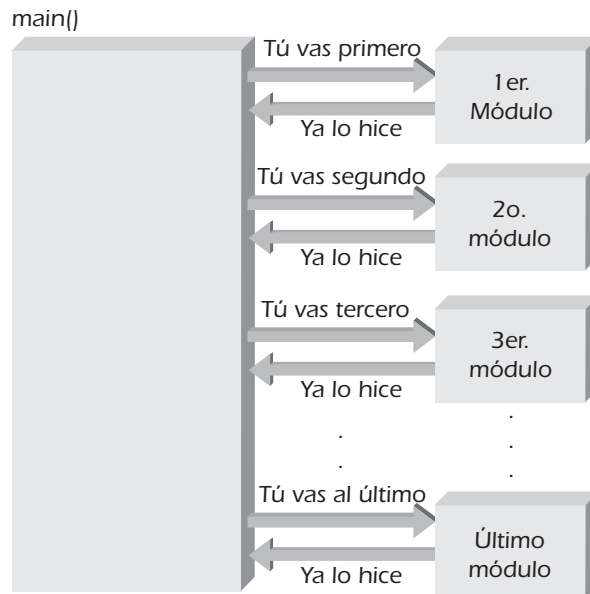 main()
Tú vas primero
1er.
Módulo
Ya lo hice
Tú vas segundo
2o.
módulo
Ya lo hice
Tú vas tercero
3er.
módulo
Ya lo hice
.
.
.
.
.
Tú vas al último
Último
módulo
Ya lo hice